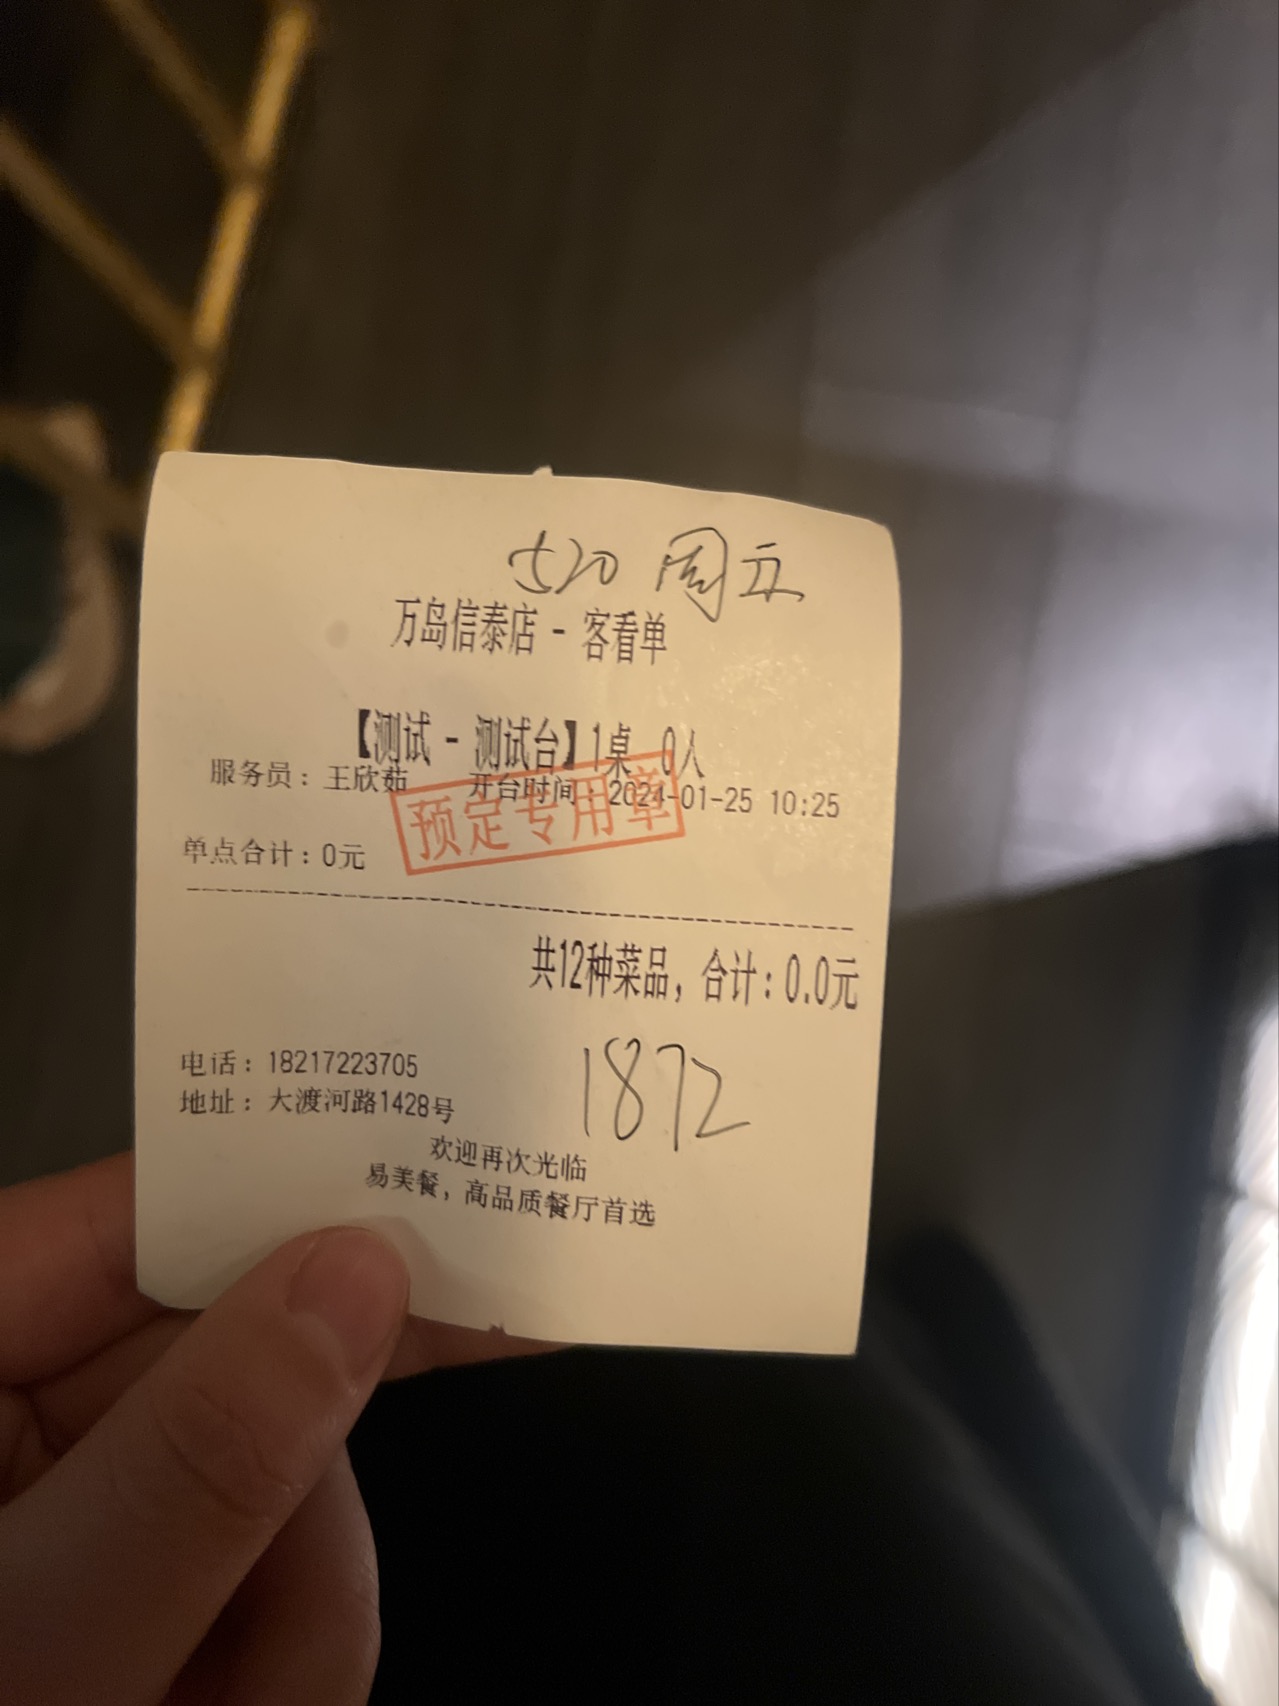 520 周五
万岛信泰店 - 客看单
【测试 - 测试台】1桌 0人
服务员：王欣茹 开台时间：2024-01-25 10:25
预定专用章
单点合计：0元
共12种菜品，合计：0.0元
电话：18217223705
1872
地址：大渡河路1428号
欢迎再次光临
易美餐，高品质餐厅首选